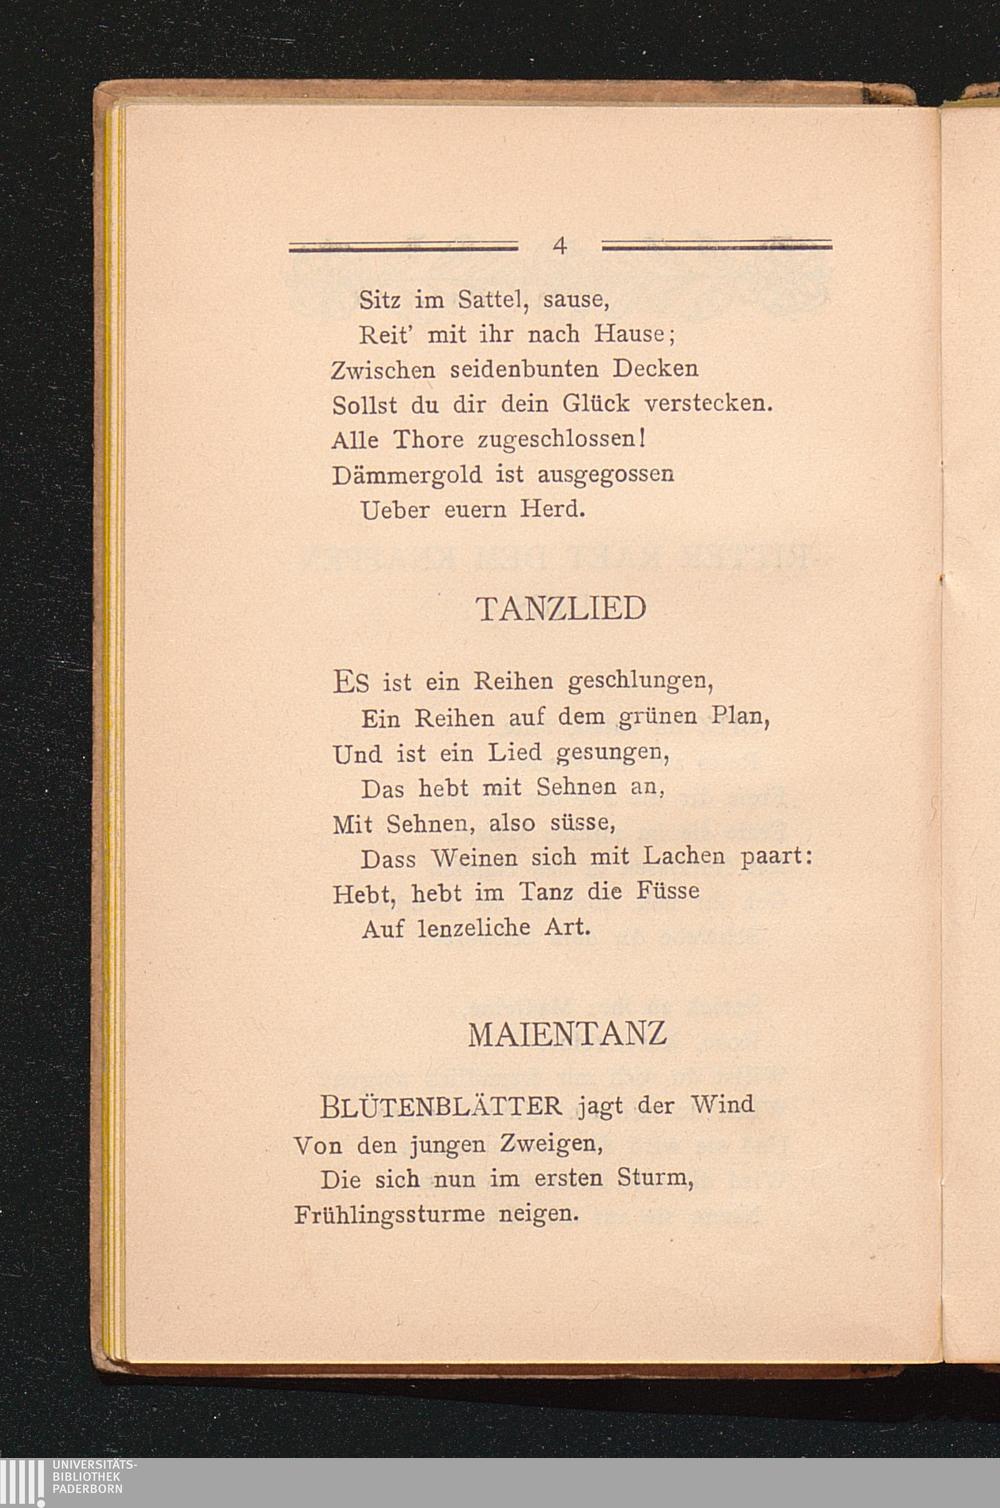 4
Sitz im Sattel, sause,
Reit' mit ihr nach Hause;
Zwischen seidenbunten Decken
Sollst du dir dein Glück verstecken.
Alle Thore zugeschlossen!
Dämmergold ist ausgegossen
Ueber euern Herd.
TANZLIED
ES ist ein Reihen geschlungen,
Ein Reihen auf dem grünen Plan,
Und ist ein Lied gesungen,
Das hebt mit Sehnen an,
Mit Sehnen, also süsse,
Dass Weinen sich mit Lachen paart:
Hebt, hebt im Tanz die Füsse
Auf lenzeliche Art.
MAIENTANZ
BLÜTENBLÄTTER jagt der Wind
Von den jungen Zweigen,
Die sich nun im ersten Sturm,
Frühlingssturme neigen.
UNIVERSITÄTS-
BIBLIOTHEK
PADERBORN